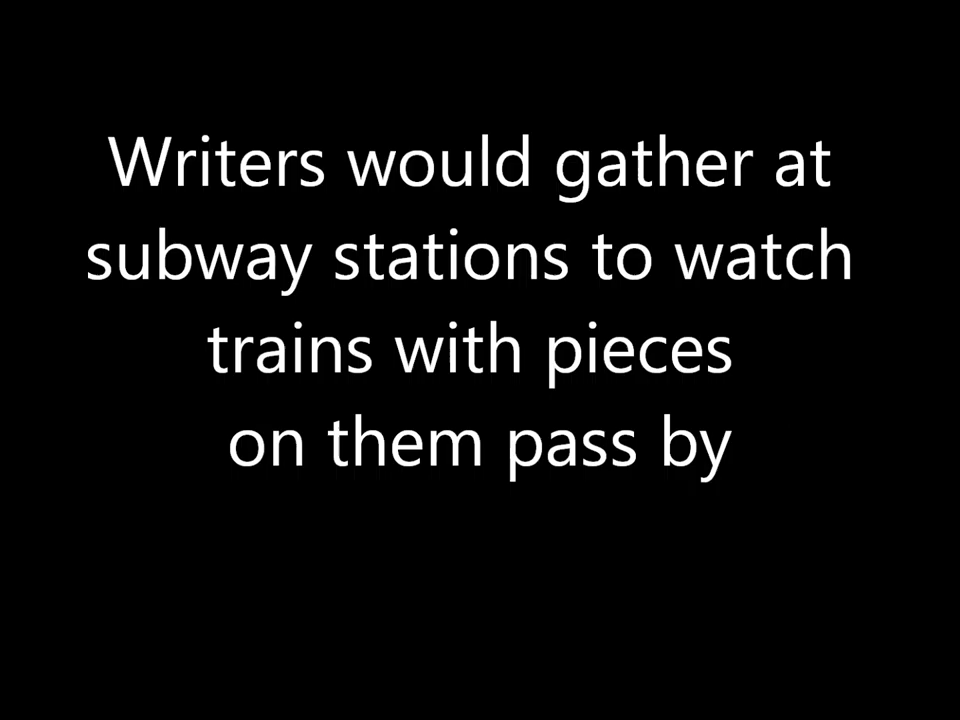 Writers would gather at
subway stations to watch
trains with pieces
on them pass by